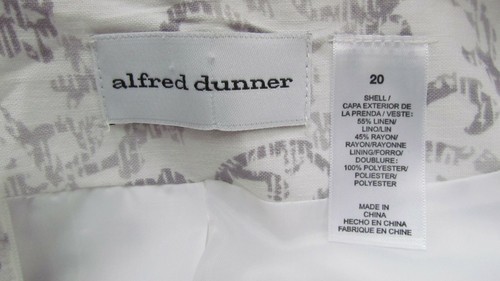 alfred dunner
20
SHELL/
CAPA EXTERIOR DE
LA PRENDA / VESTE:
55% LINEN/
LINO/LIN
45% RAYON/
RAYON/RAYONNE
LINING/FORRO/
DOUBLURE:
100% POLYESTER/
POLIESTER/
POLYESTER
MADE IN
CHINA
HECHO EN CHINA
FABRIQUE EN CHINE